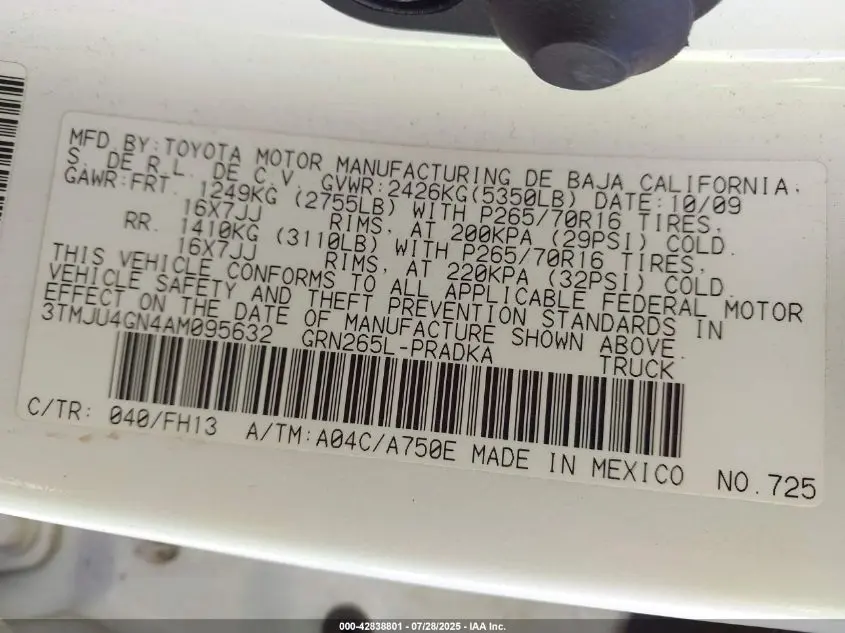 MFD.BY:TOYOTA MOTOR MANUFACTURING DE BAJA CALIFORNIA,
S. DE R.L. DE C.V. GVWR:2426KG(5350LB) DATE:10/09
GAWR:FRT. 1249KG (2755LB) WITH P265/70R16 TIRES,
16X7JJ RIMS, AT 200KPA (29PSI) COLD.
RR. 1410KG (3110LB) WITH P265/70R16 TIRES,
16X7JJ RIMS, AT 220KPA (32PSI) COLD.
THIS VEHICLE CONFORMS TO ALL APPLICABLE FEDERAL MOTOR
VEHICLE SAFETY AND THEFT PREVENTION STANDARDS IN
EFFECT ON THE DATE OF MANUFACTURE SHOWN ABOVE.
3TMJU4GN4AM095632 GRN265L-PRADKA TRUCK
C/TR: 040/FH13 A/TM:A04C/A750E MADE IN MEXICO NO.725
000-42838801 - 07/28/2025 - IAA Inc.